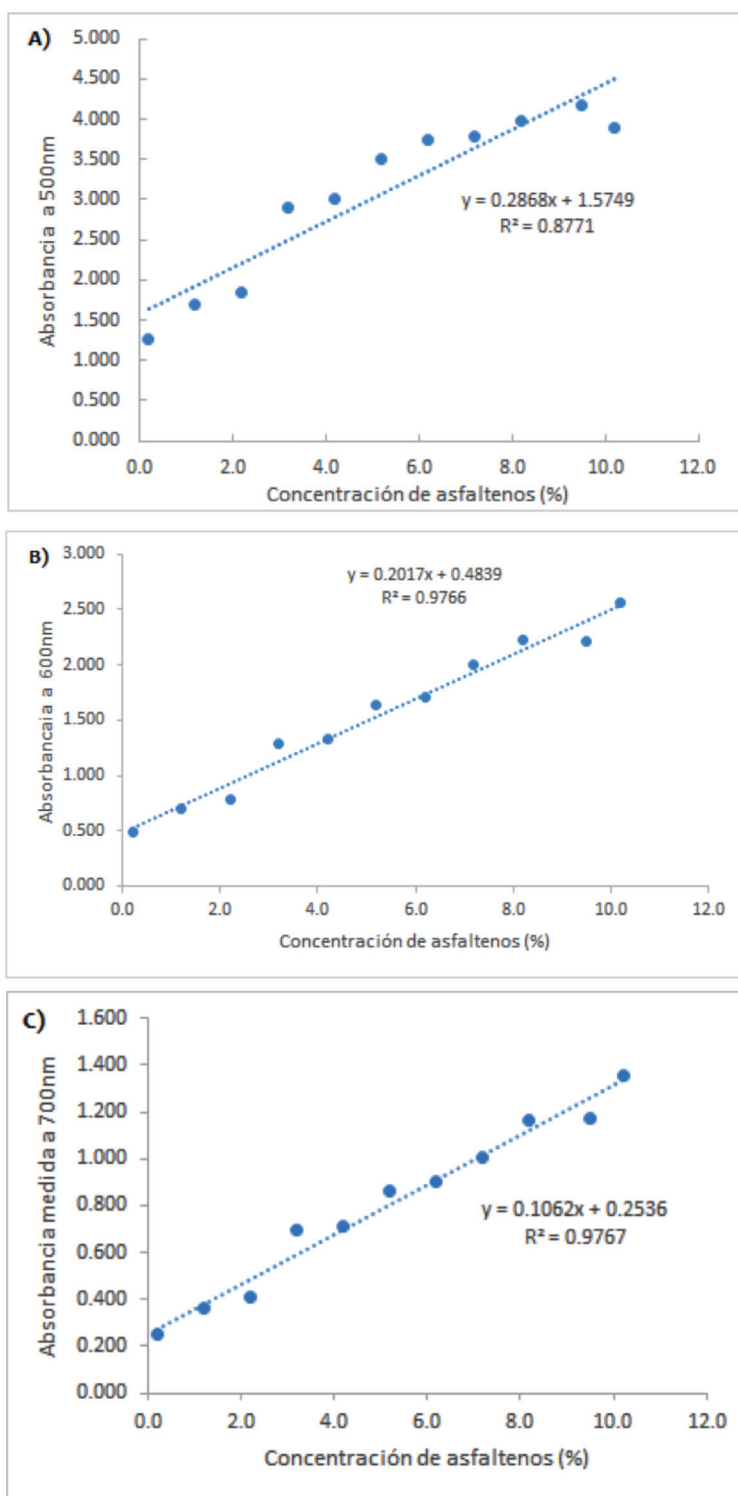 A)
5.000
4.500
4.000
3.500
3.000
2.500
2.000
1.500
1.000
0.500
0.000
Absorbancia a 500nm
y = 0.2868x + 1.5749
R² = 0.8771
0.0 2.0 4.0 6.0 8.0 10.0 12.0
Concentración de asfaltenos (%)
B)
3.000
2.500
2.000
1.500
1.000
0.500
0.000
Absorbancaia a 600nm
y = 0.2017x + 0.4839
R² = 0.9766
0.0 2.0 4.0 6.0 8.0 10.0 12.0
Concentración de asfaltenos (%)
C)
1.600
1.400
1.200
1.000
0.800
0.600
0.400
0.200
0.000
Absorbancia medida a 700nm
y = 0.1062x + 0.2536
R² = 0.9767
0.0 2.0 4.0 6.0 8.0 10.0 12.0
Concentración de asfaltenos (%)